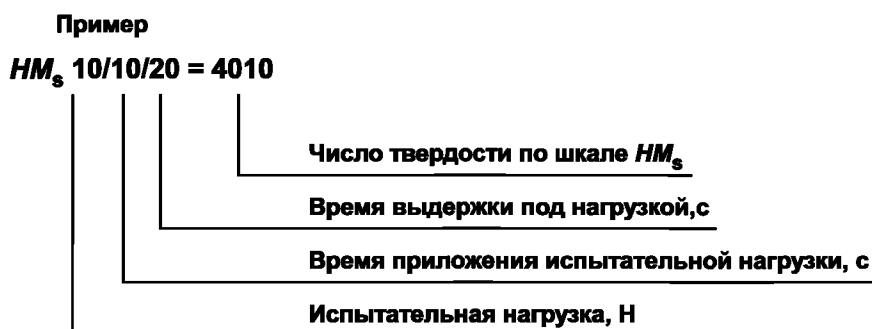 Пример
HMs 10/10/20 = 4010
Число твердости по шкале HMs
Время выдержки под нагрузкой,с
Время приложения испытательной нагрузки, с
Испытательная нагрузка, Н